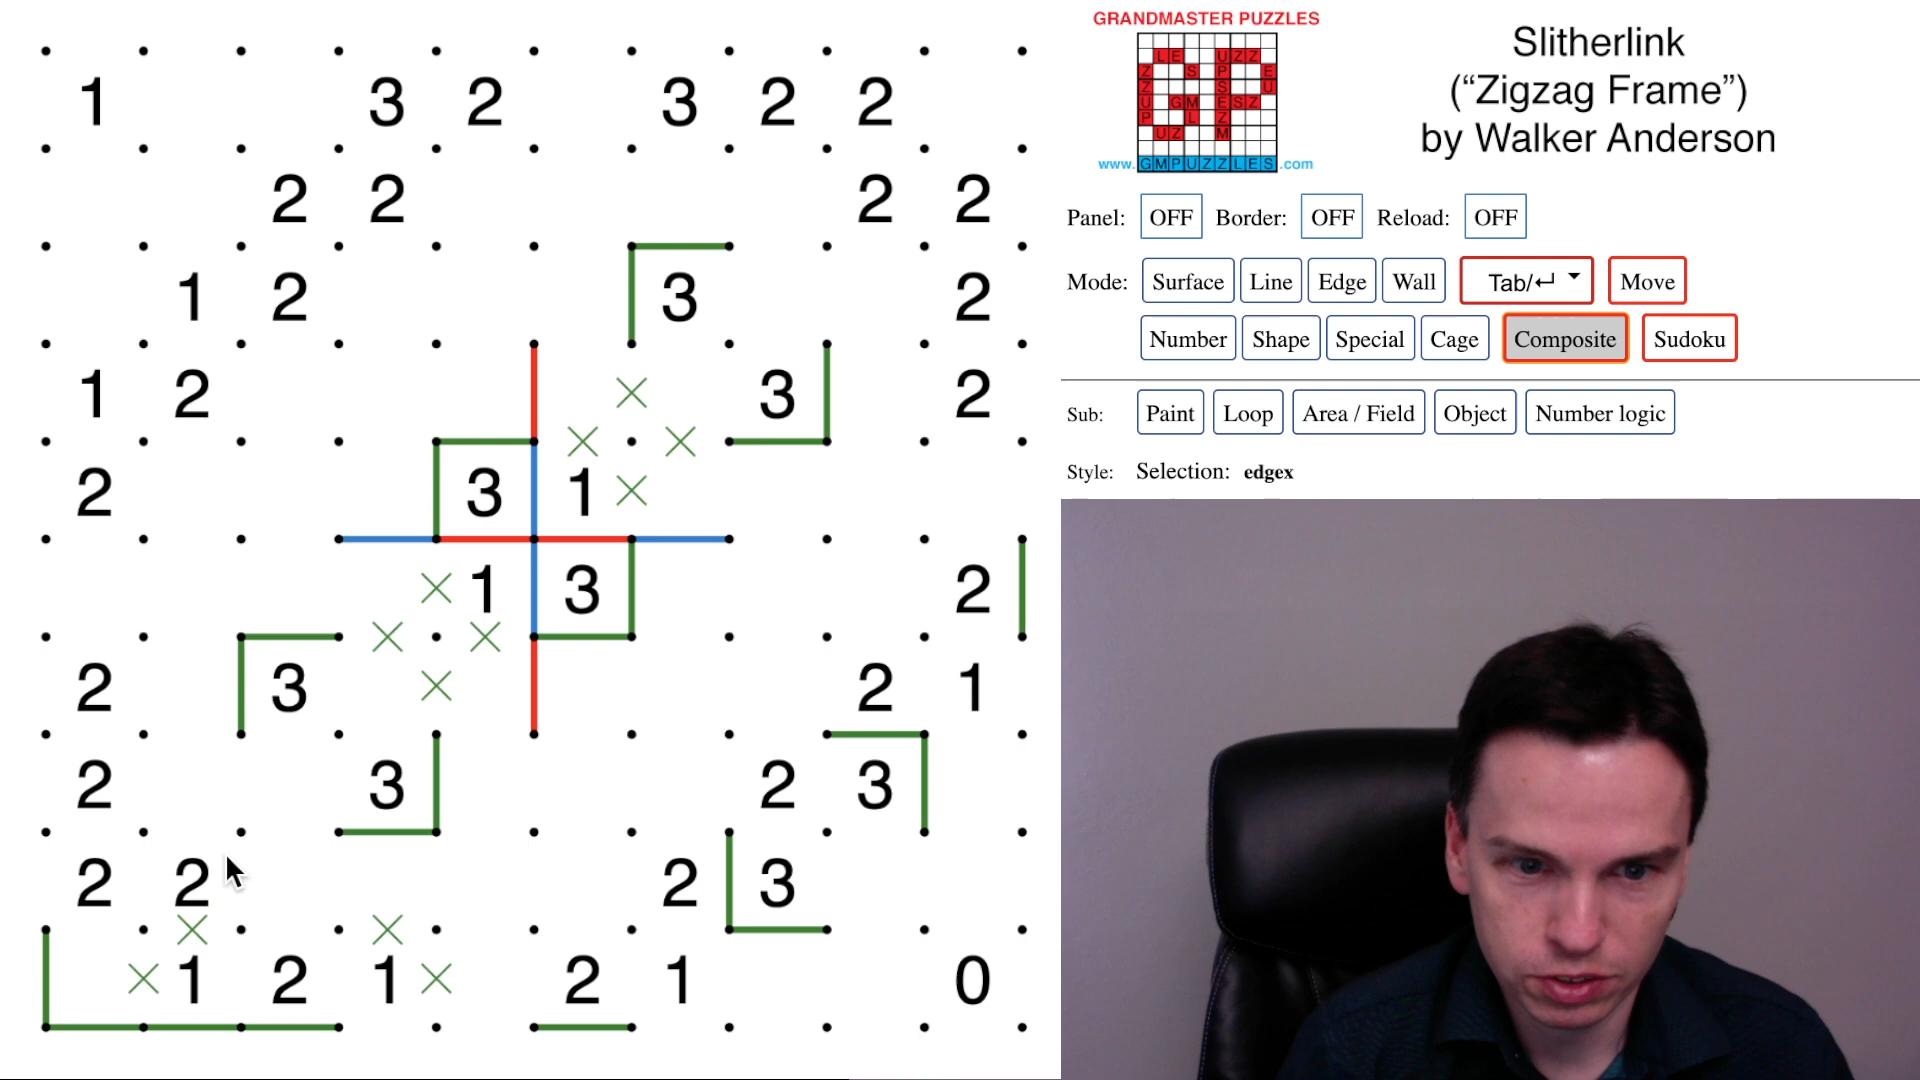 GRANDMASTER PUZZLES
www.GMPUZZLES.com
Slitherlink
(“Zigzag Frame”)
by Walker Anderson
Panel: OFF Border: OFF Reload: OFF
Mode: Surface Line Edge Wall Tab/↵ Move
Number Shape Special Cage Composite Sudoku
Sub: Paint Loop Area / Field Object Number logic
Style: Selection: edgex
1 3 2 3 2 2
2 2 2 2
1 2 3 2
1 2 3 2
2 3 1
1 3 2
2 3 2 1
2 3 2 3
2 2 2 3
1 2 1 2 1 0